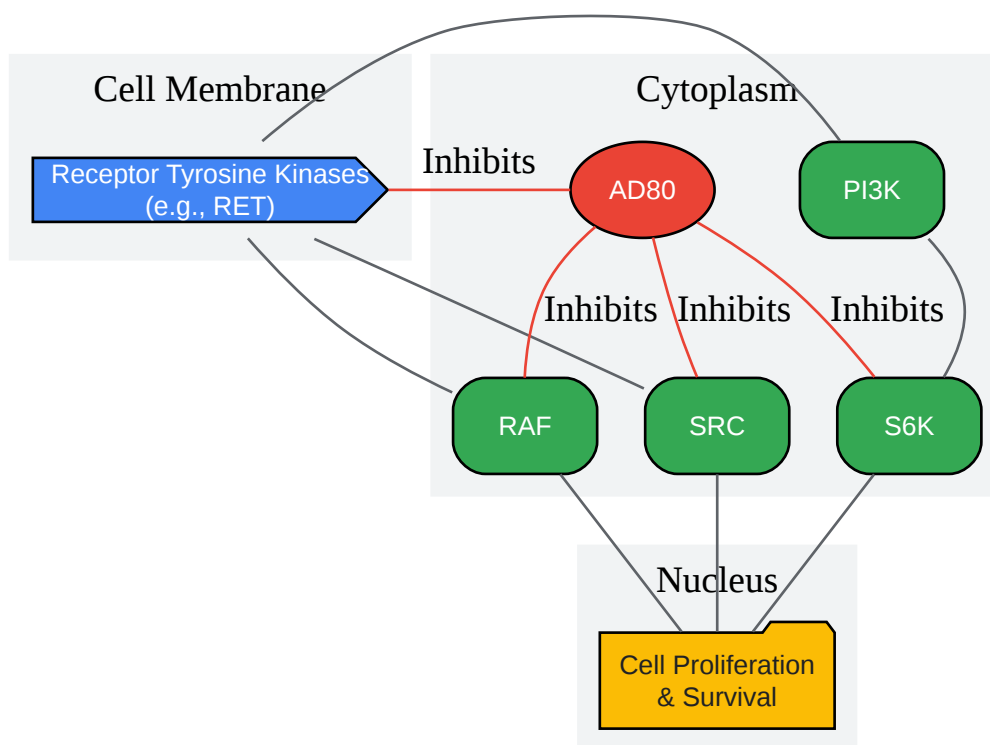 Cell Membrane
Cytoplasm
Inhibits
Receptor Tyrosine Kinases
(e.g., RET)
AD80
PI3K
Inhibits
Inhibits
Inhibits
RAF
SRC
S6K
Nucleus
Cell Proliferation
& Survival